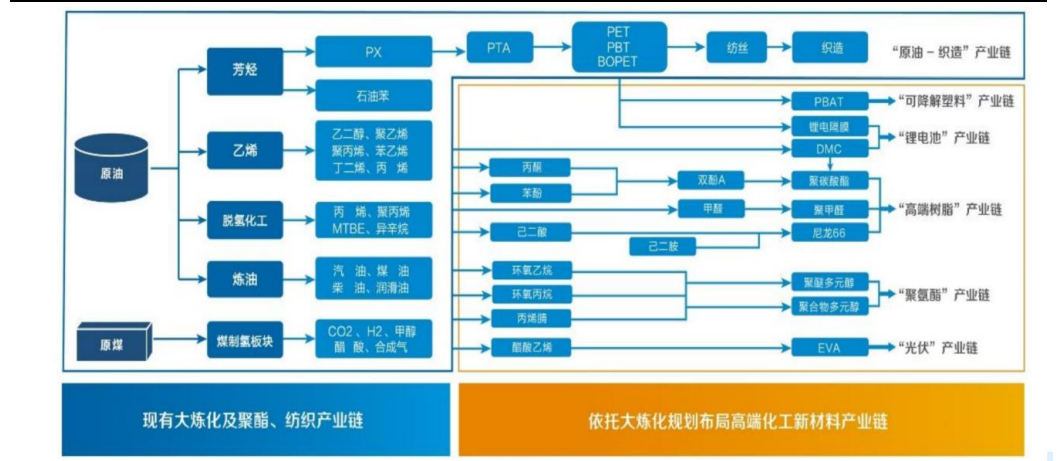 PX
PTA
PET
PBT
BOPET
纺丝
织造
“原油－织造”产业链
芳烃
石油苯
原油
乙烯
乙二醇、聚乙烯
聚丙烯、苯乙烯
丁二烯、丙 烯
脱氢化工
丙 烯、聚丙烯
MTBE、异辛烷
炼油
汽 油、煤 油
柴 油、润滑油
原煤
煤制氢板块
CO2、H2、甲醇
醋 酸、合成气
PBAT
“可降解塑料”产业链
锂电隔膜
DMC
“锂电池”产业链
丙酮
苯酚
双酚A
聚碳酸酯
甲醛
聚甲醛
“高端树脂”产业链
己二酸
己二胺
尼龙66
环氧乙烷
环氧丙烷
丙烯腈
聚醚多元醇
聚合物多元醇
“聚氨酯”产业链
醋酸乙烯
EVA
“光伏”产业链
现有大炼化及聚酯、纺织产业链
依托大炼化规划布局高端化工新材料产业链